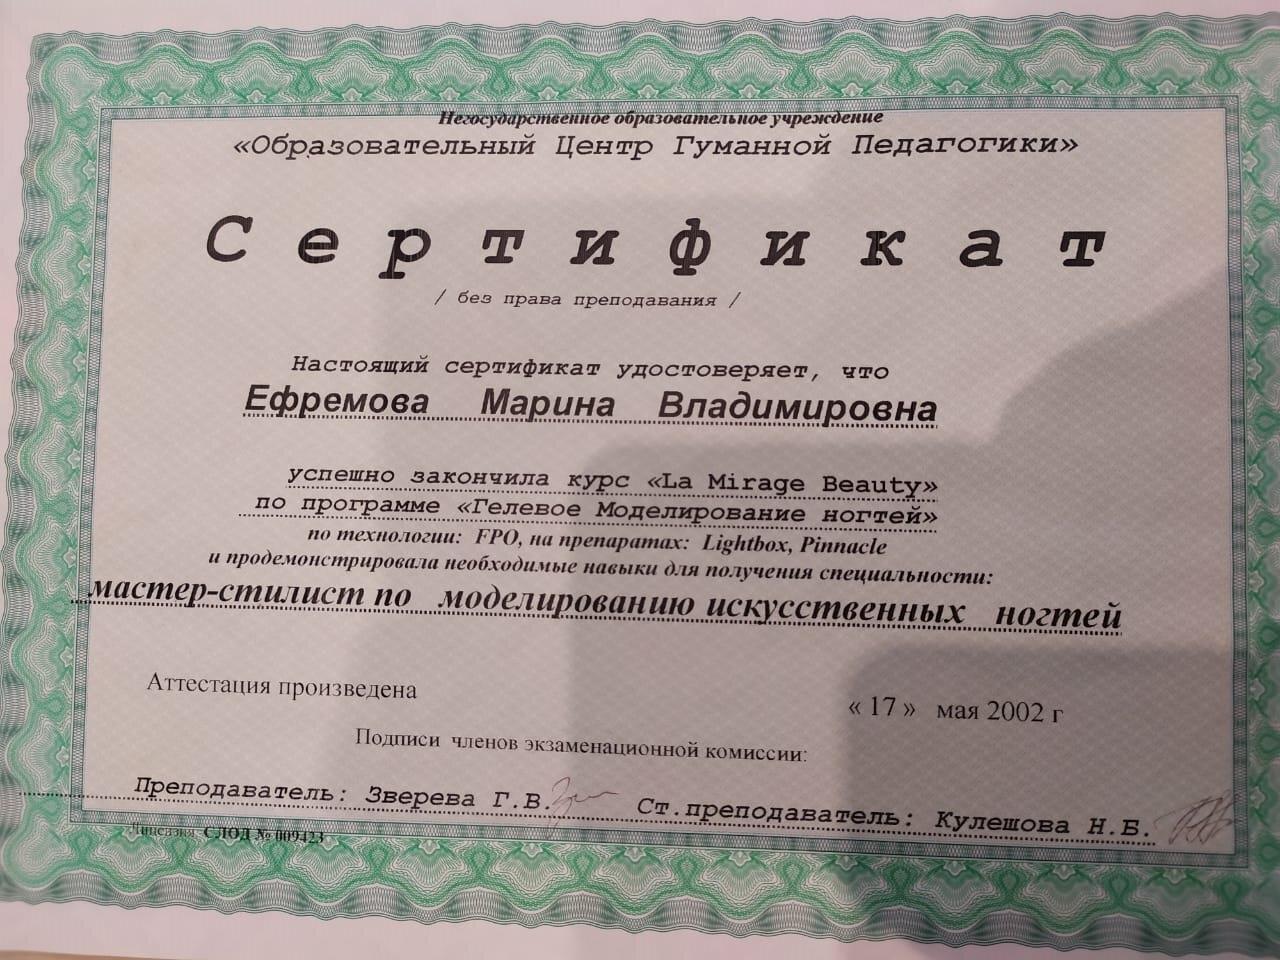 Негосударственное образовательное учреждение
«Образовательный Центр Гуманной Педагогики»
Сертификат
/ без права преподавания /
Настоящий сертификат удостоверяет, что
Ефремова Марина Владимировна
успешно закончила курс «La Mirage Beauty»
по программе «Гелевое Моделирование ногтей»
по технологии: FPO, на препаратах: Lightbox, Pinnacle
и продемонстрировала необходимые навыки для получения специальности:
мастер-стилист по моделированию искусственных ногтей
Аттестация произведена « 17 » мая 2002 г
Подписи членов экзаменационной комиссии:
Преподаватель: Зверева Г.В. Ст.преподаватель: Кулешова Н.Б.
Лицензия СЛОД № 009423